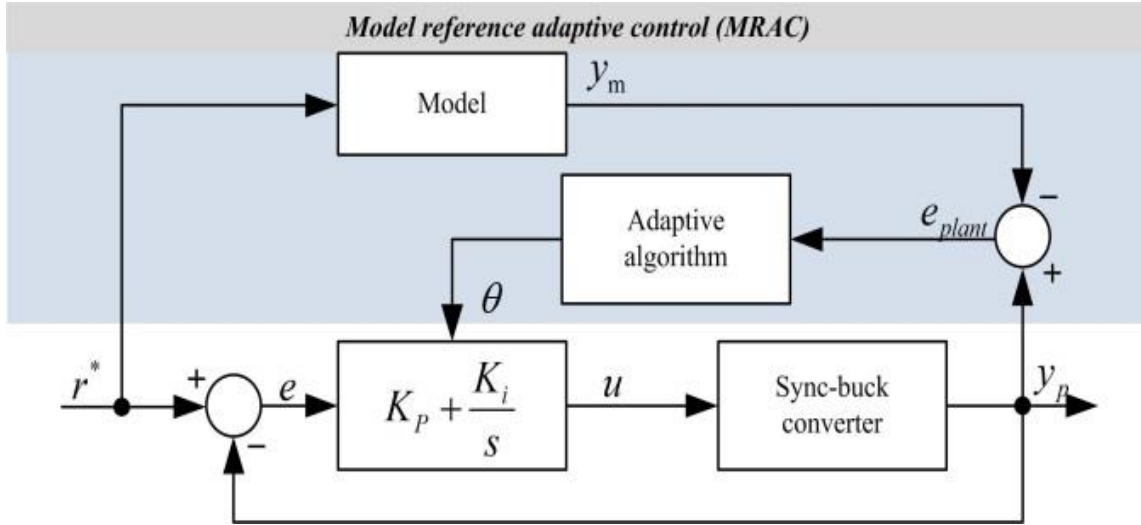 Model reference adaptive control (MRAC)
y_m
Model
−
Adaptive
algorithm
e_plant
+
θ
r^*
+
e
K_P + K_i/s
u
Sync-buck
converter
y_p
−